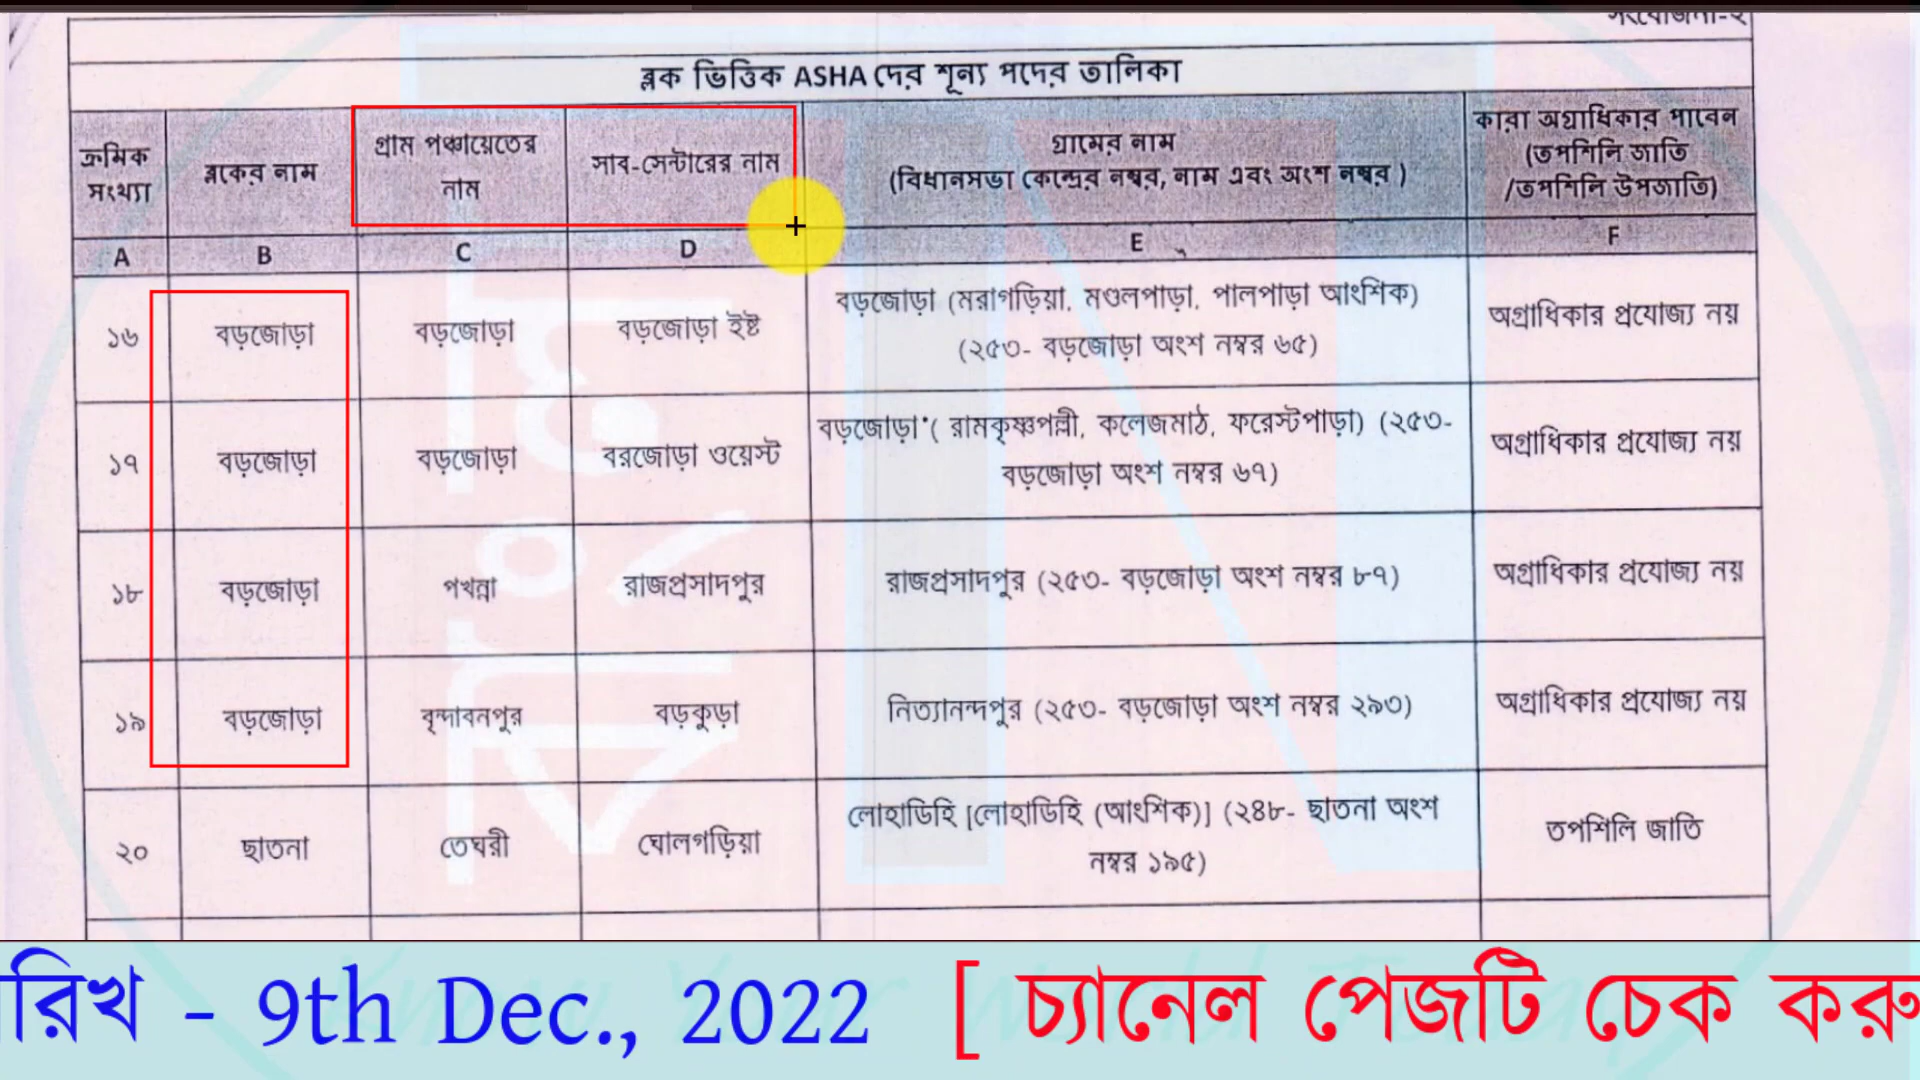 সংযোজনী-২
ব্লক ভিত্তিক ASHA দের শূন্য পদের তালিকা
ক্রমিক সংখ্যা
ব্লকের নাম
গ্রাম পঞ্চায়েতের নাম
সাব-সেন্টারের নাম
গ্রামের নাম
(বিধানসভা কেন্দ্রের নম্বর, নাম এবং অংশ নম্বর )
কারা অগ্রাধিকার পাবেন
(তপশিলি জাতি
/তপশিলি উপজাতি)
A B C D E F
১৬ বড়জোড়া বড়জোড়া বড়জোড়া ইষ্ট বড়জোড়া (মরাগড়িয়া, মণ্ডলপাড়া, পালপাড়া আংশিক) অগ্রাধিকার প্রযোজ্য নয়
(২৫৩- বড়জোড়া অংশ নম্বর ৬৫)
১৭ বড়জোড়া বড়জোড়া বরজোড়া ওয়েস্ট বড়জোড়া ( রামকৃষ্ণপল্লী, কলেজমাঠ, ফরেস্টপাড়া) (২৫৩- অগ্রাধিকার প্রযোজ্য নয়
বড়জোড়া অংশ নম্বর ৬৭)
১৮ বড়জোড়া পখন্না রাজপ্রসাদপুর রাজপ্রসাদপুর (২৫৩- বড়জোড়া অংশ নম্বর ৮৭) অগ্রাধিকার প্রযোজ্য নয়
১৯ বড়জোড়া বৃন্দাবনপুর বড়কুড়া নিত্যানন্দপুর (২৫৩- বড়জোড়া অংশ নম্বর ২৯৩) অগ্রাধিকার প্রযোজ্য নয়
২০ ছাতনা তেঘরী ঘোলগড়িয়া লোহাডিহি [লোহাডিহি (আংশিক)] (২৪৮- ছাতনা অংশ তপশিলি জাতি
নম্বর ১৯৫)
রিখ - 9th Dec., 2022 [ চ্যানেল পেজটি চেক করু